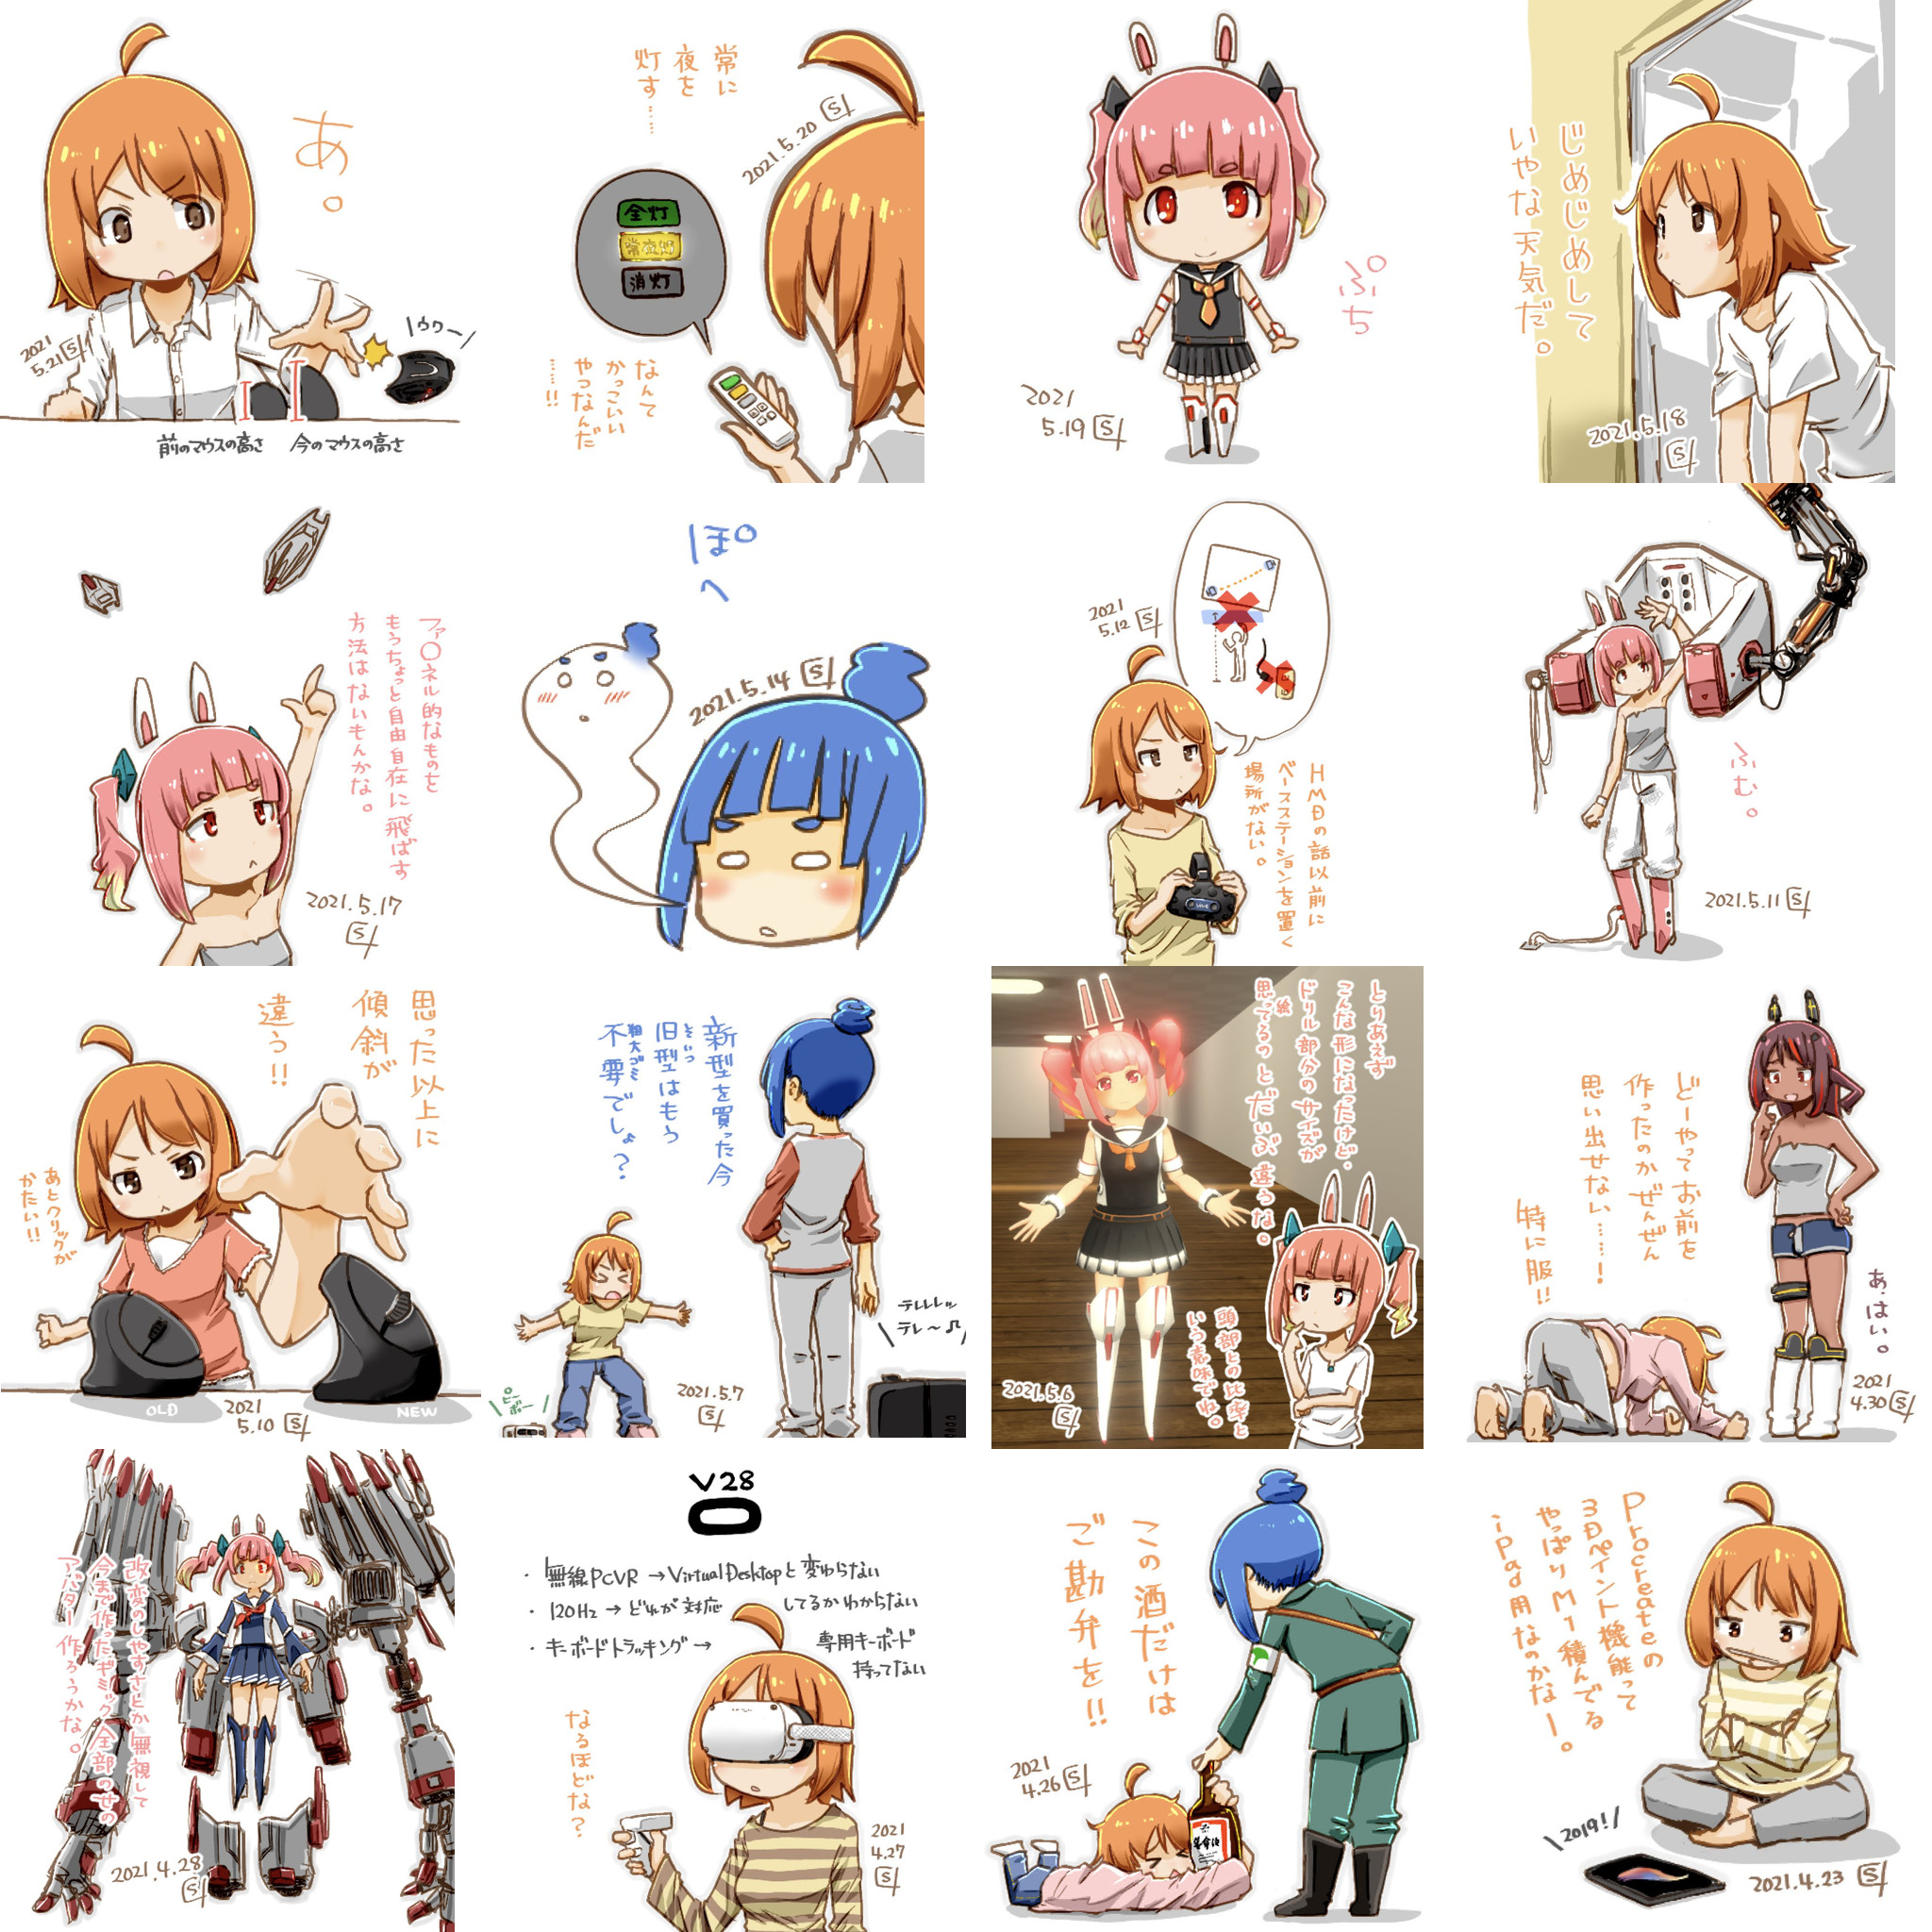 あ。
2021
5.21
ウゥー
前のマウスの高さ
今のマウスの高さ
常に
夜を
灯す……
2021.5.20
全灯
常夜灯
消灯
なんて
かっこいい
やつなんだ
……!!
ぷち
2021
5.19
じめじめして
いやな天気だ。
2021.5.18
ファ○ネル的なものを
もうちょっと自由自在に飛ばす
方法はないもんかな。
2021.5.17
ぽへ
2021.5.14
2021
5.12
HMDの話以前に
ベースステーションを置く
場所がない。
VIVE
ふむ。
2021.5.11
思った以上に
傾斜が
違う!!
あとクリックが
かたい!!
OLD
2021
5.10
NEW
新型を買った今
旧型はもう
そいつ
不要でしょ?
粗大ゴミ
テレレレッ
テレ〜♫
2021.5.7
とりあえず
こんな形になったけど、
ドリル部分のサイズが
絵
思ってるのとだいぶ違うな。
頭部との比率と
いう意味でね。
2021.5.6
どーやってお前を
作ったのかぜんぜん
思い出せない……!
特に服!!
あ、はい。
2021
4.30
改変のしやすさとか無視して
今まで作ったギミック全部のせの
アバター作ろうかな。
2021.4.28
V28
・無線PCVR→VirtualDesktopと変わらない
・120Hz→どれが対応してるかわからない
・キーボードトラッキング→専用キーボード
持ってない
なるほどな?
2021
4.27
この酒だけは
ご勘弁を!!
2021
4.26
Procreateの
3Dペイント機能って
やっぱりM1積んでる
iPad用なのかなー。
2019!
2021.4.23